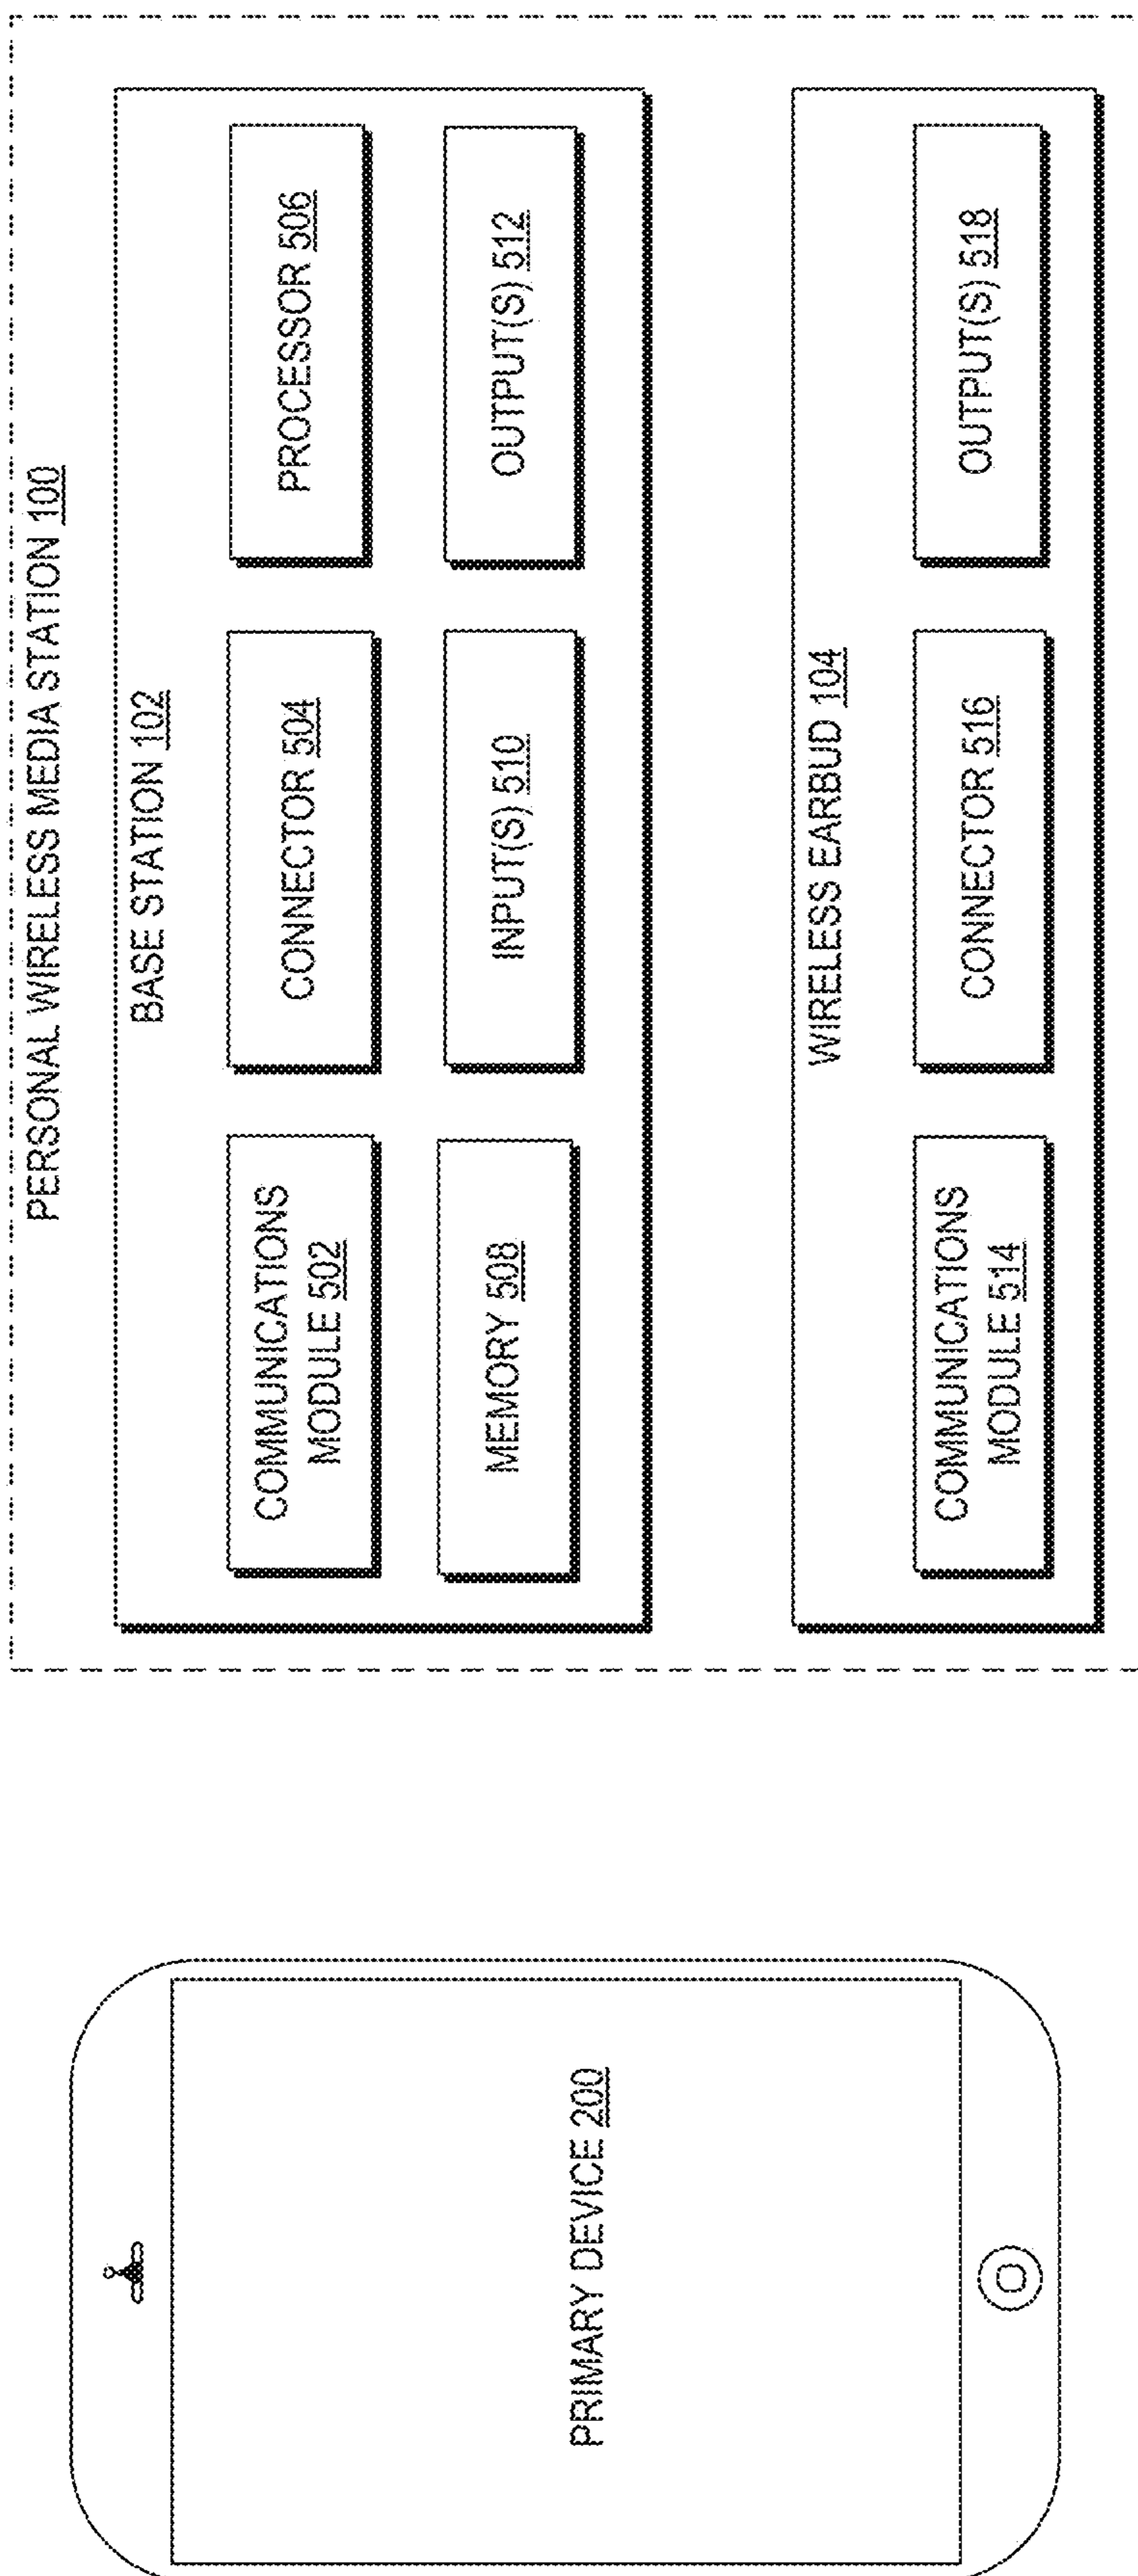 PERSONAL WIRELESS MEDIA STATION 100
BASE STATION 102
COMMUNICATIONS
MODULE 502
CONNECTOR 504
PROCESSOR 506
MEMORY 508
INPUT(S) 510
OUTPUT(S) 512
WIRELESS EARBUD 104
COMMUNICATIONS
MODULE 514
CONNECTOR 516
OUTPUT(S) 518
PRIMARY DEVICE 200